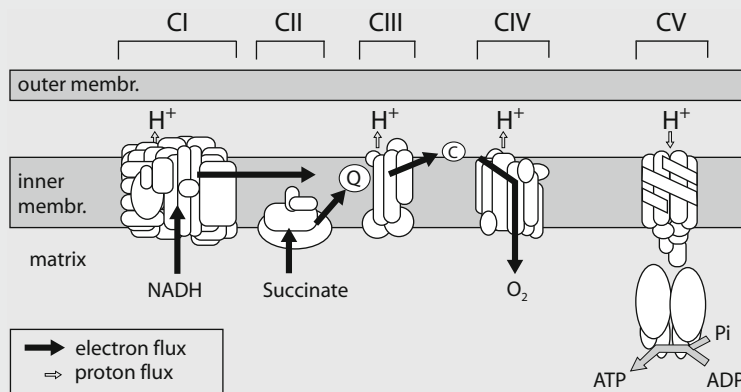 CI CII CIII CIV CV
outer membr.
H⁺ H⁺ H⁺ H⁺
Q C
inner
membr.
matrix
NADH Succinate O₂
Pi
ATP ADP
electron flux
proton flux